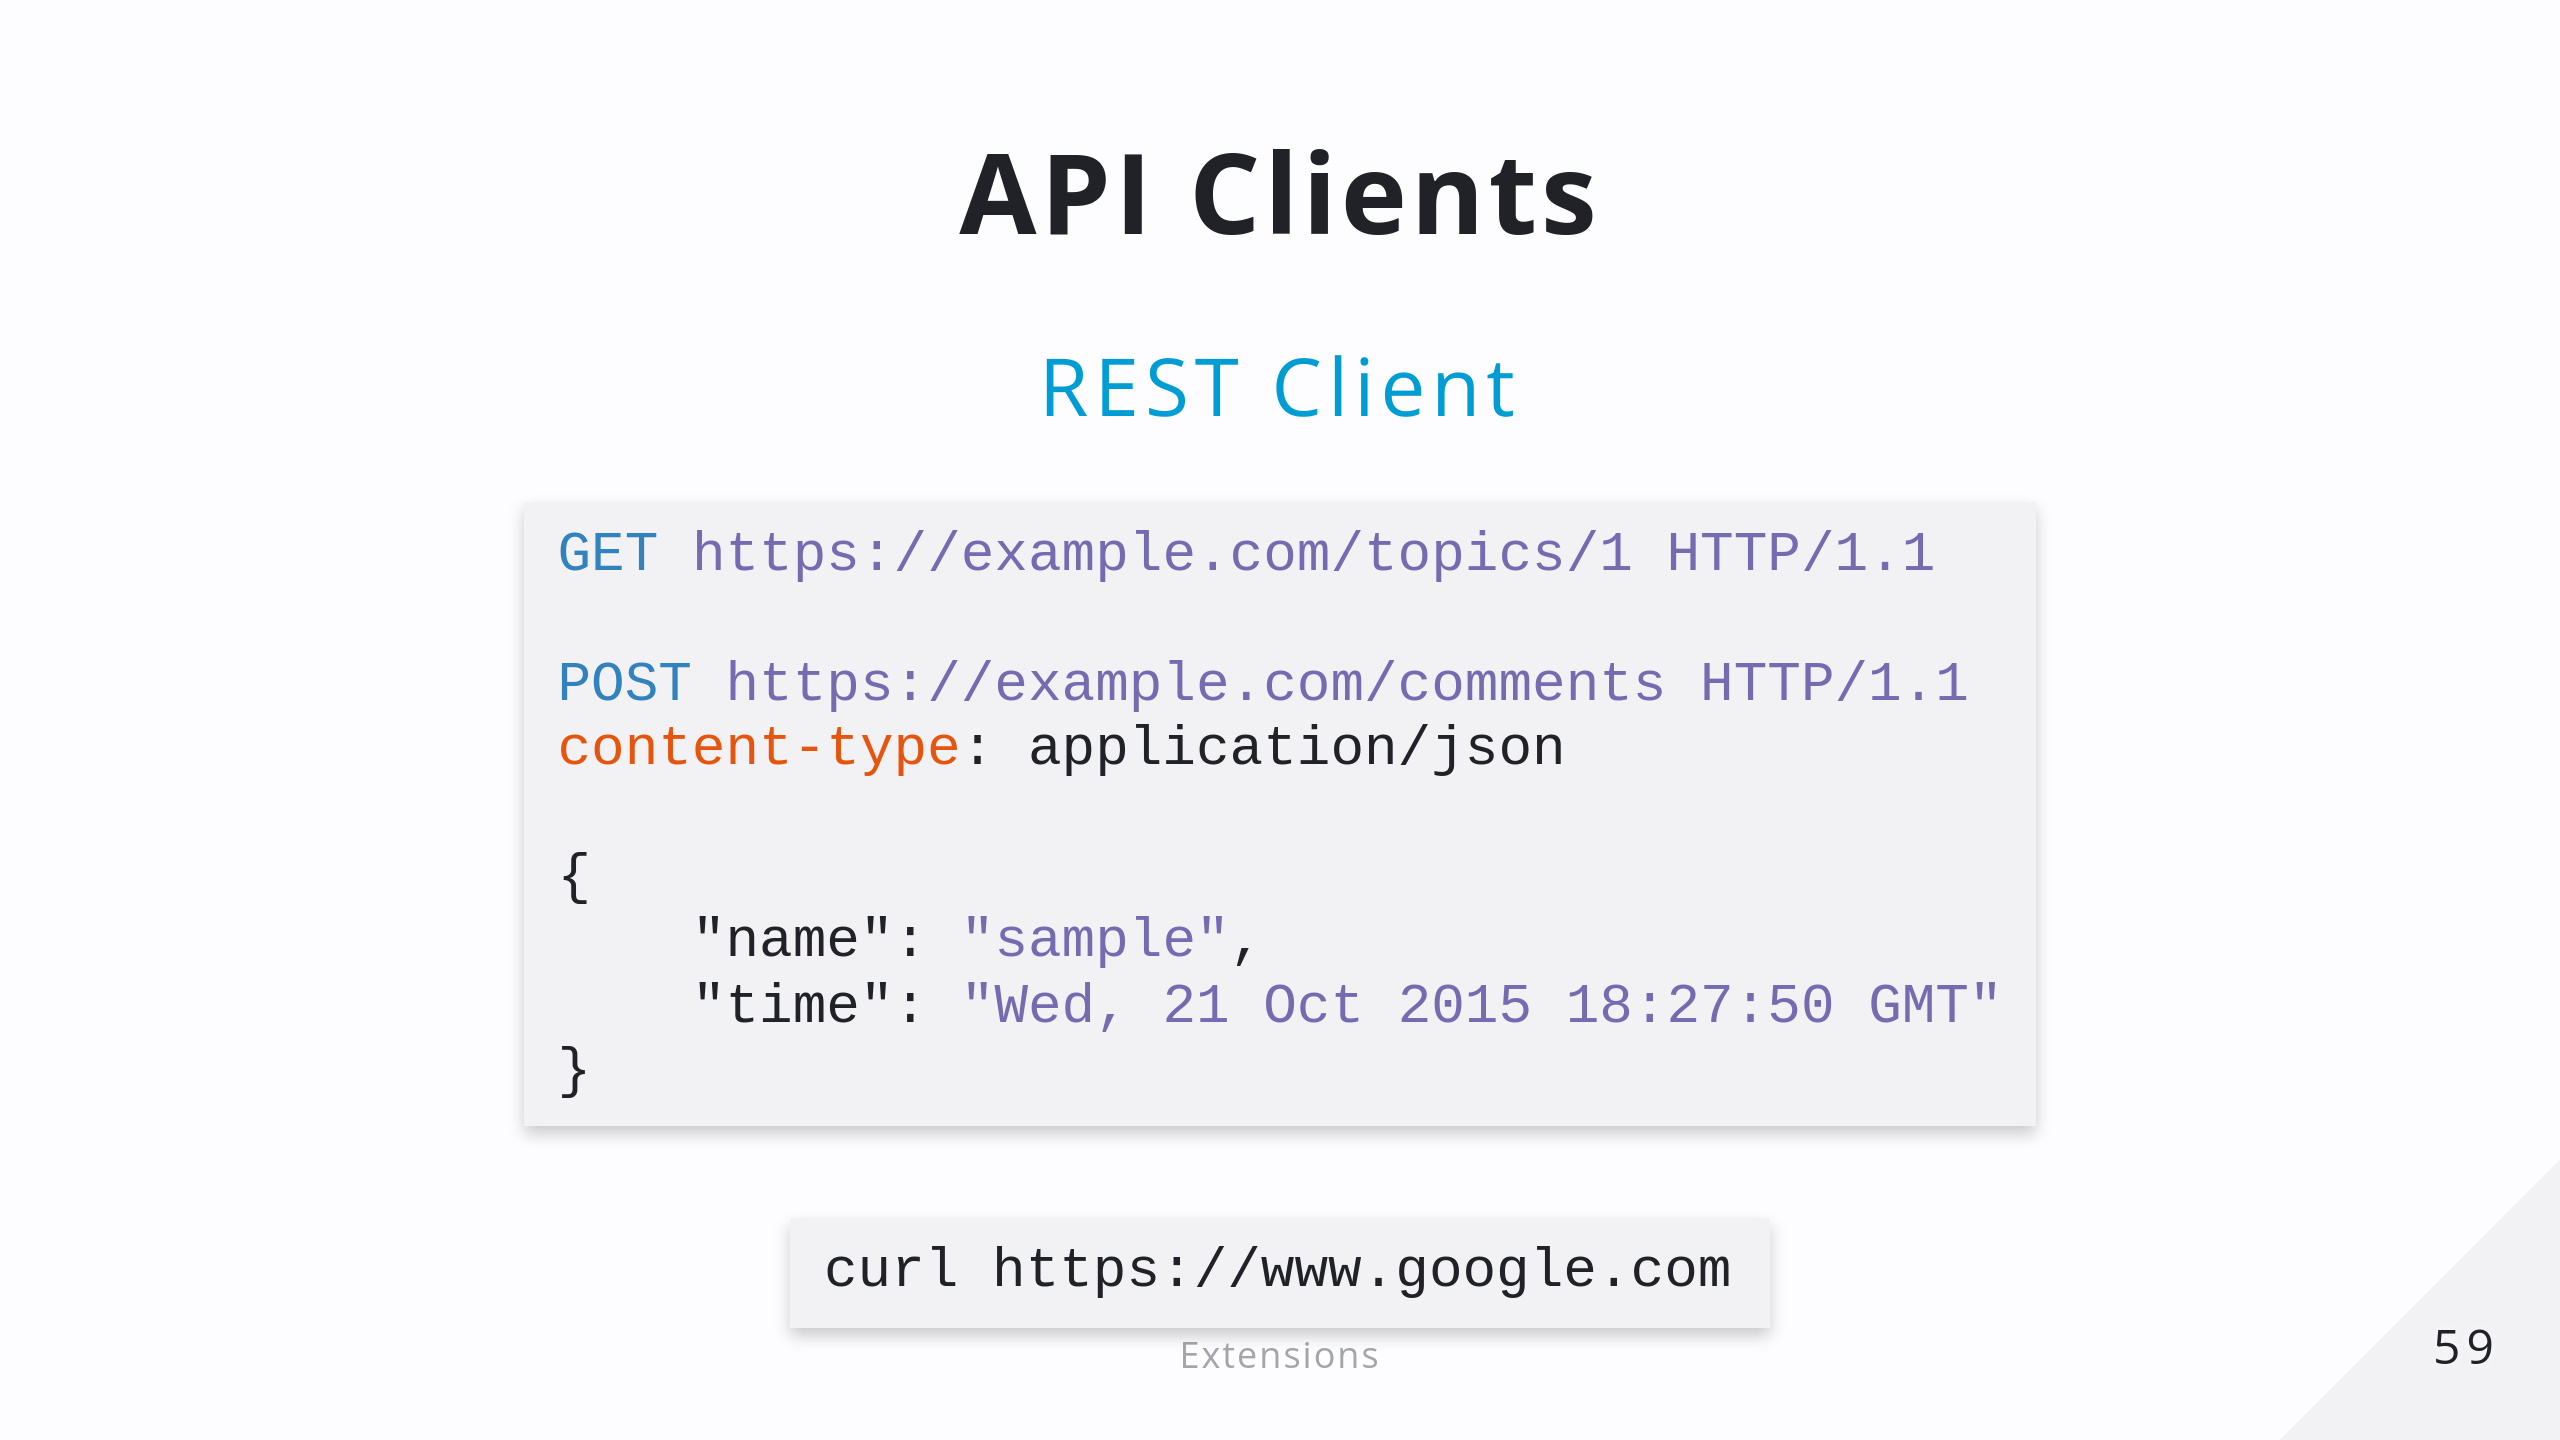 API Clients
REST Client
GET https://example.com/topics/1 HTTP/1.1
POST https://example.com/comments HTTP/1.1
content-type: application/json
{
    "name": "sample",
    "time": "Wed, 21 Oct 2015 18:27:50 GMT"
}
curl https://www.google.com
Extensions
59